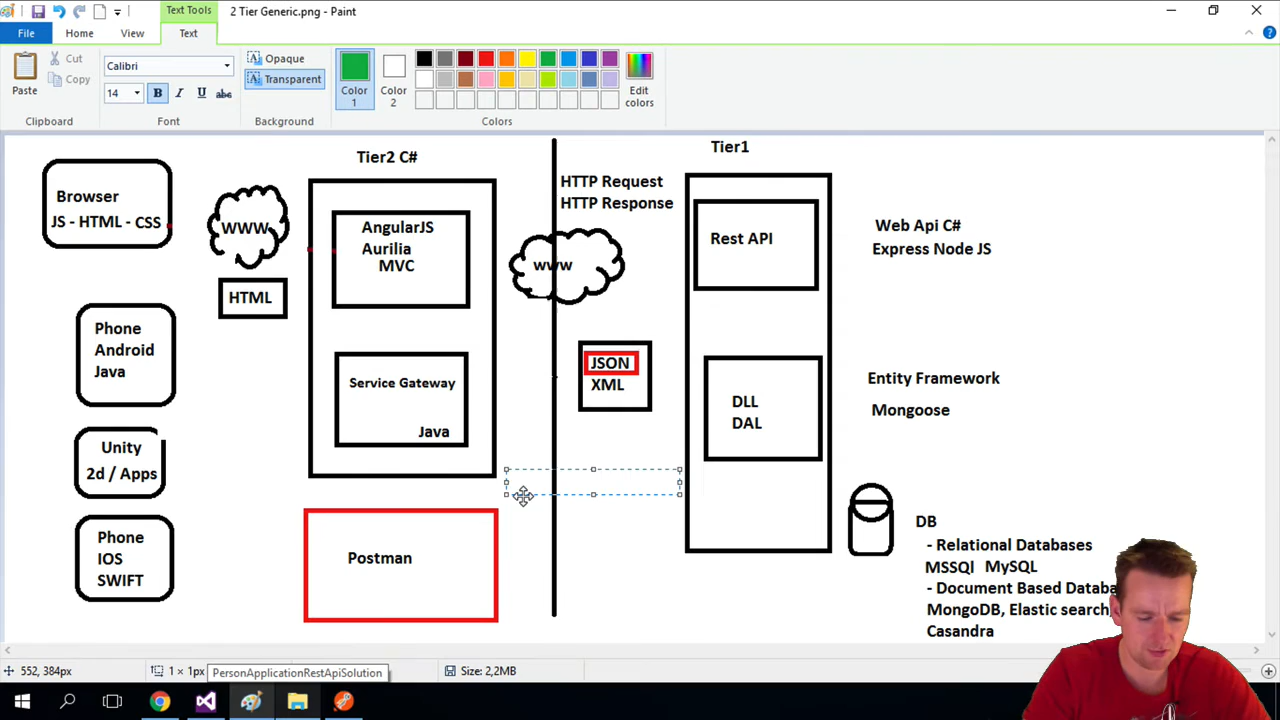 Text Tools
2 Tier Generic.png - Paint
File
Home
View
Text
Paste
Cut
Copy
Clipboard
Calibri
14
B I U abc
Font
Opaque
Transparent
Background
Color 1
Color 2
Edit colors
Colors
Tier2 C#
Tier1
Browser
JS - HTML - CSS
WWW
HTML
AngularJS
Aurilia
MVC
HTTP Request
HTTP Response
www
Rest API
Web Api C#
Express Node JS
Phone
Android
Java
Service Gateway
Java
JSON
XML
DLL
DAL
Entity Framework
Mongoose
Unity
2d / Apps
Phone
IOS
SWIFT
Postman
DB
- Relational Databases
MSSQl MySQL
- Document Based Databa
MongoDB, Elastic search,
Casandra
552, 384px
1 × 1px
PersonApplicationRestApiSolution
Size: 2,2MB